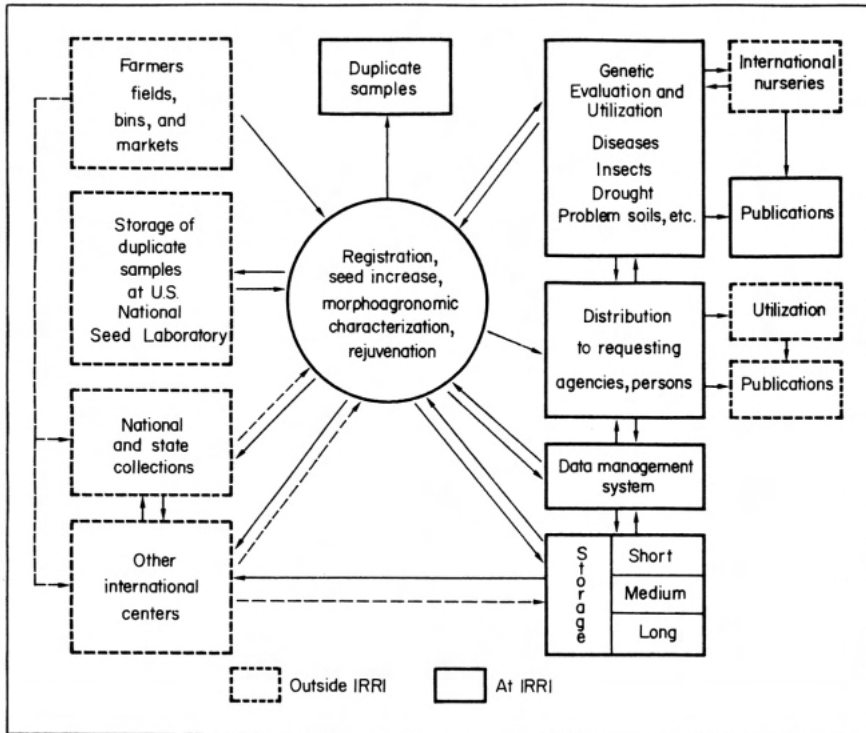 Farmers
fields,
bins, and
markets
Duplicate
samples
Genetic
Evaluation and
Utilization
Diseases
Insects
Drought
Problem soils, etc.
International
nurseries
Publications
Storage of
duplicate
samples
at U.S.
National
Seed Laboratory
Registration,
seed increase,
morphoagronomic
characterization,
rejuvenation
Distribution
to requesting
agencies, persons
Utilization
Publications
National
and state
collections
Data management
system
Other
international
centers
Storage
Short
Medium
Long
Outside IRRI
At IRRI